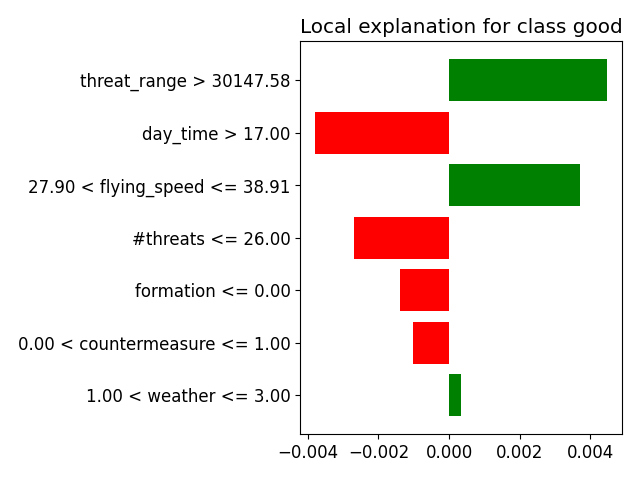 Local explanation for class good
threat_range > 30147.58
day_time > 17.00
27.90 < flying_speed <= 38.91
#threats <= 26.00
formation <= 0.00
0.00 < countermeasure <= 1.00
1.00 < weather <= 3.00
−0.004 −0.002 0.000 0.002 0.004